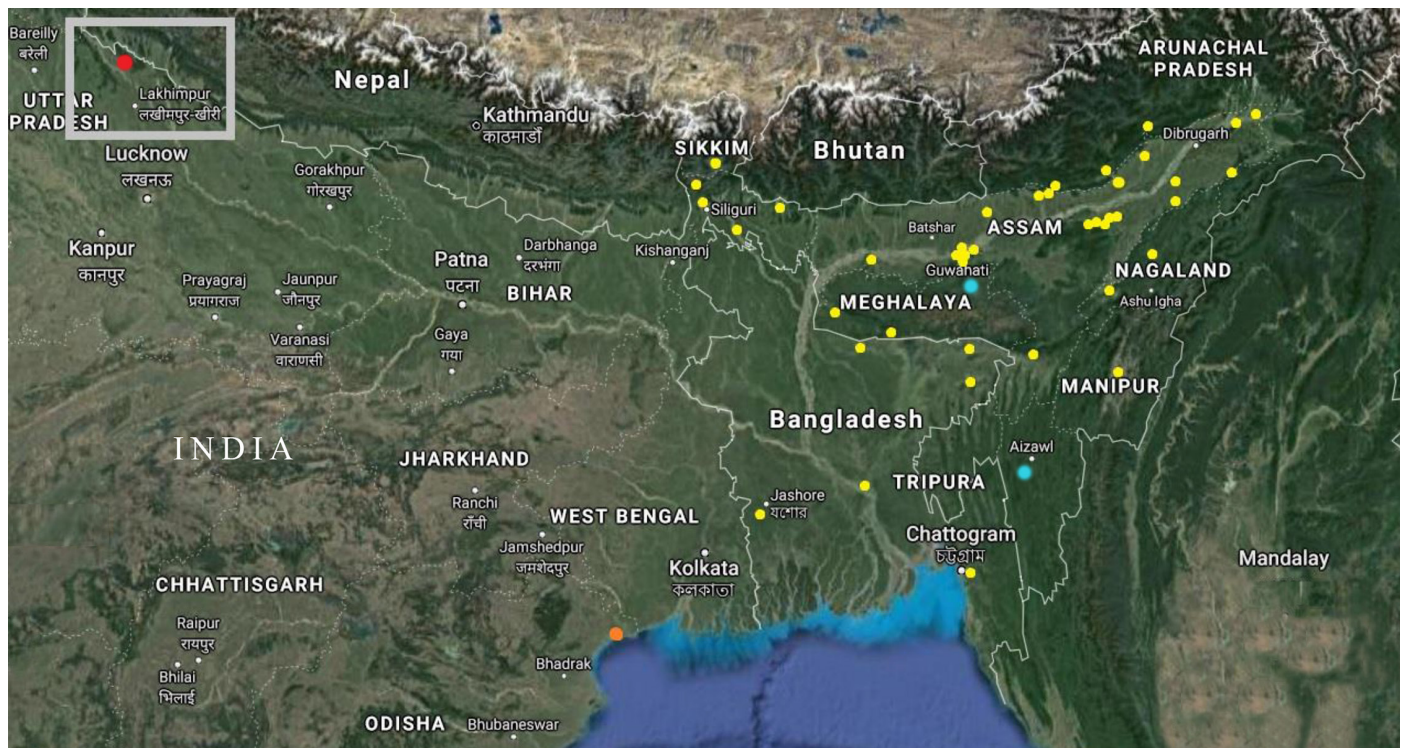 Bareilly
बरेली
UTTAR
PRADESH
Lakhimpur
लखीमपुर-खीरी
Lucknow
लखनऊ
Kanpur
कानपुर
Gorakhpur
गोरखपुर
Nepal
Kathmandu
काठमाडौं
SIKKIM
Bhutan
ARUNACHAL
PRADESH
Dibrugarh
Siliguri
Kishanganj
Batshar
ASSAM
Guwahati
NAGALAND
Ashu Igha
MEGHALAYA
Prayagraj
प्रयागराज
Jaunpur
जौनपुर
Varanasi
वाराणसी
Patna
पटना
Darbhanga
दरभंगा
BIHAR
Gaya
गया
MANIPUR
Bangladesh
INDIA
JHARKHAND
Ranchi
राँची
Aizawl
TRIPURA
Jashore
যশোর
WEST BENGAL
Jamshedpur
जमशेदपुर
Kolkata
কলকাতা
Chattogram
চট্টগ্রাম
Mandalay
CHHATTISGARH
Raipur
रायपुर
Bhilai
भिलाई
Bhadrak
ODISHA
Bhubaneswar